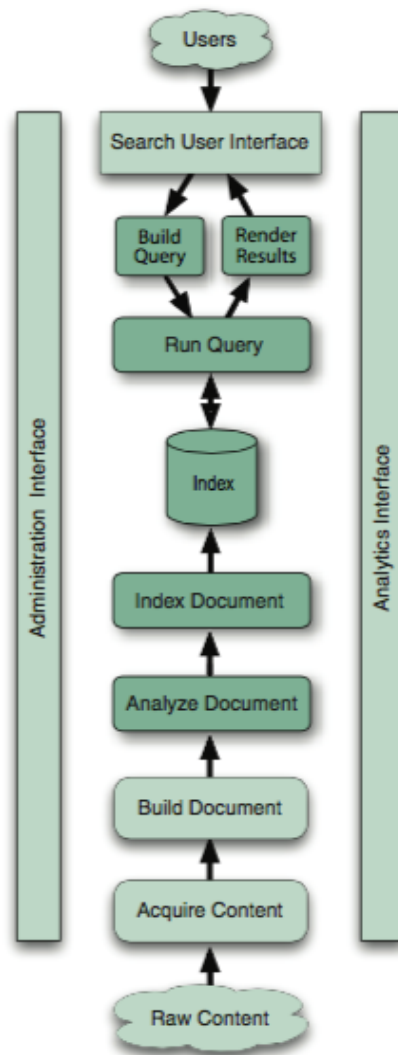 Users
Search User Interface
Build
Query
Render
Results
Run Query
Index
Index Document
Analyze Document
Build Document
Acquire Content
Raw Content
Administration Interface
Analytics Interface